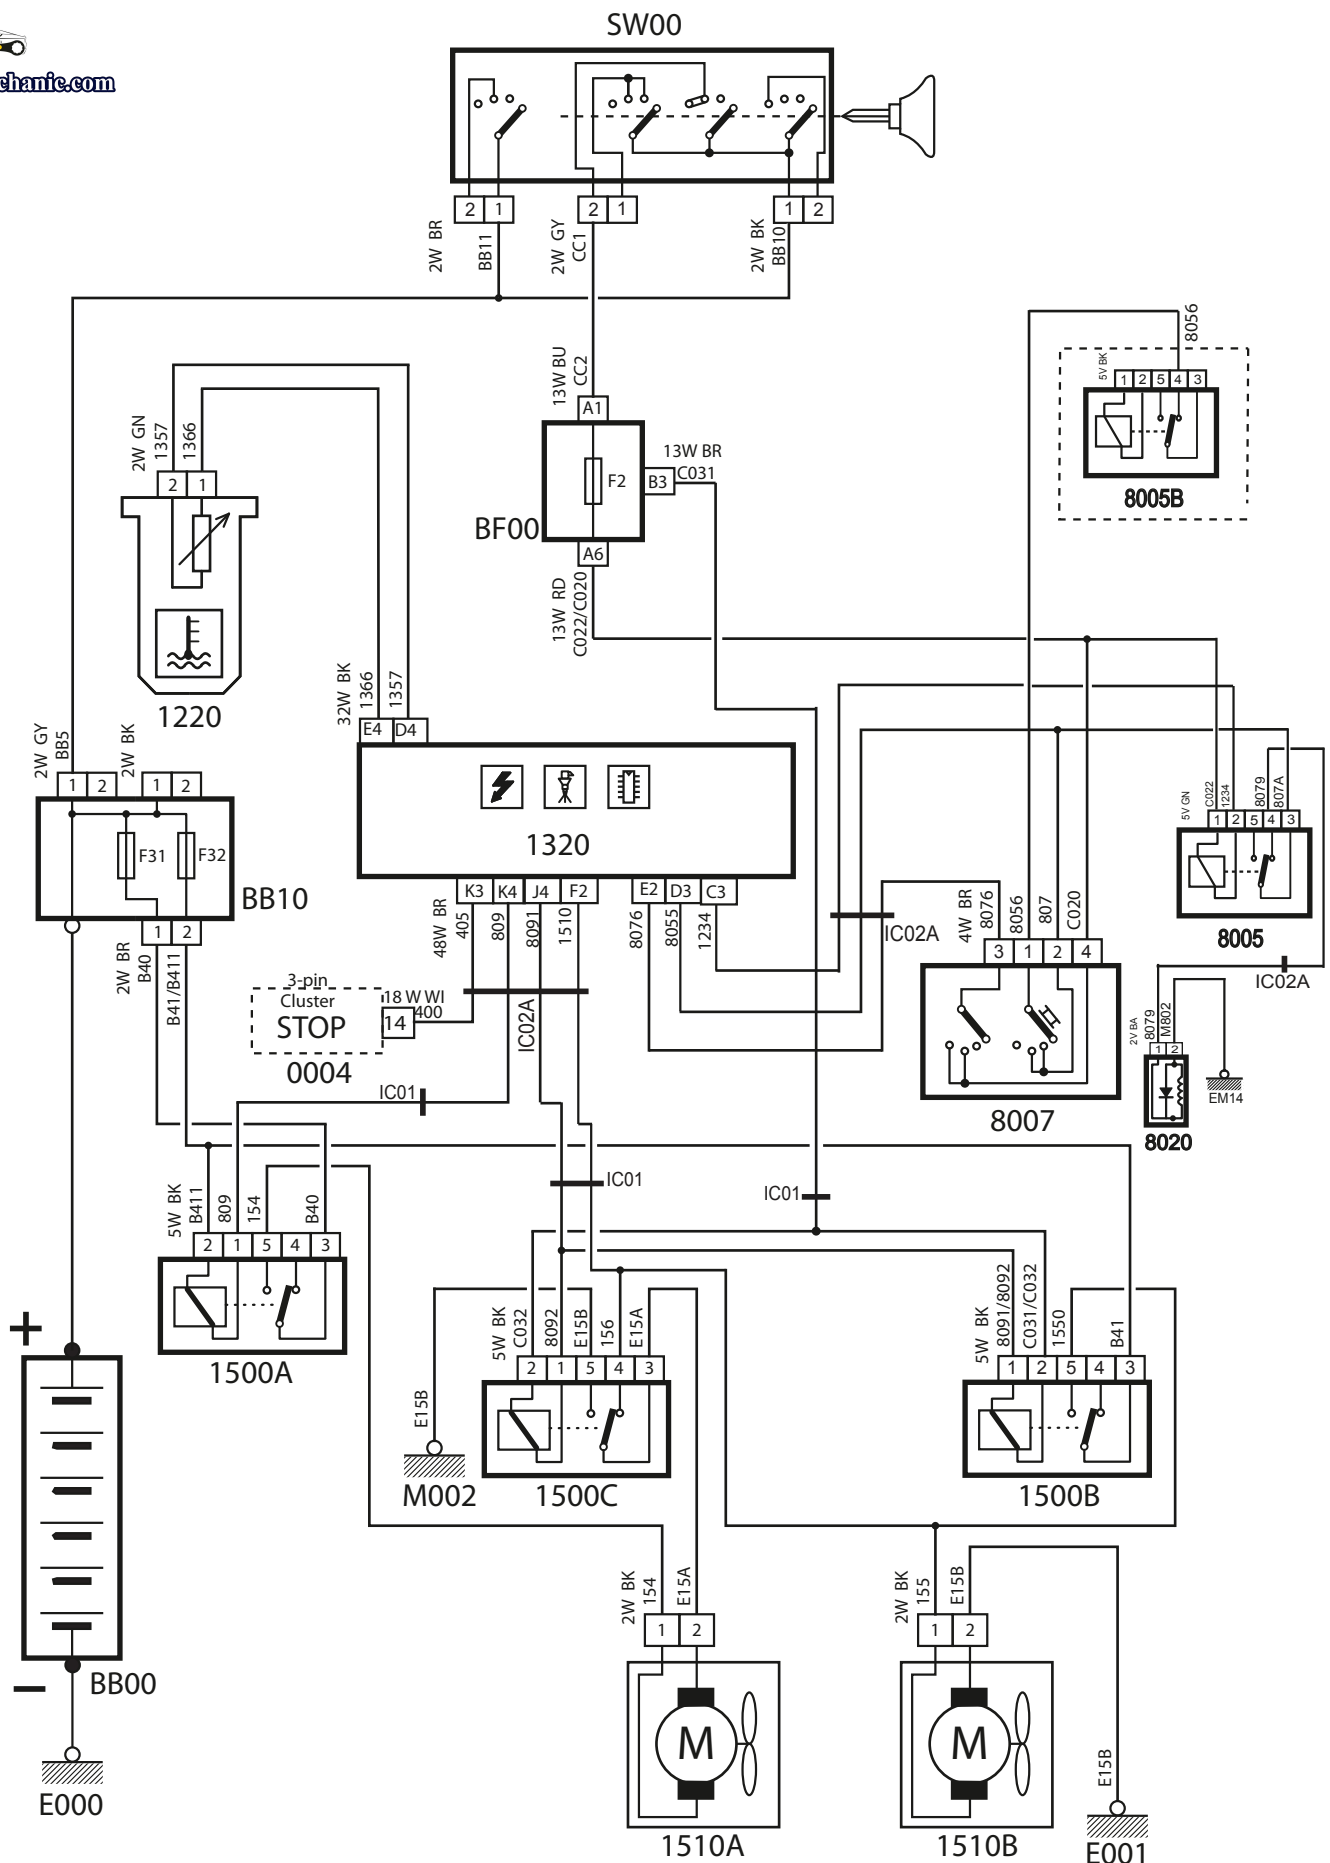 SW00
chanic.com
2 1 2 1 1 2
2W BR
BB11
2W GY
CC1
2W BK
BB10
13W BU
CC2
A1
F2
B3
13W BR
C031
BF00
A6
13W RD
C022/C020
8056
5V BK
1 2 5 4 3
8005B
2W GN
1357
1366
2 1
1220
32W BK
1366
1357
E4 D4
1320
K3 K4 J4 F2 E2 D3 C3
48W BR
405
809
8091
1510
8076
8055
1234
2W GY
BB5
2W BK
1 2 1 2
F31
F32
BB10
1 2
2W BR
B40
B41/B411
5V GN
C022
1234
8079
807A
1 2 5 4 3
8005
IC02A
4W BR
8076
8056
807
C020
3 1 2 4
8007
IC02A
2V BA
8079
M802
1 2
8020
EM14
3-pin
Cluster
STOP
0004
18 W WI
400
14
IC02A
IC01
IC01
IC01
5W BK
B411
809
154
B40
2 1 5 4 3
1500A
5W BK
C032
8092
E15B
156
E15A
2 1 5 4 3
1500C
E15B
M002
5W BK
8091/8092
C031/C032
1550
B41
1 2 5 4 3
1500B
+
−
BB00
E000
2W BK
154
E15A
1 2
M
1510A
2W BK
155
E15B
1 2
M
1510B
E15B
E001